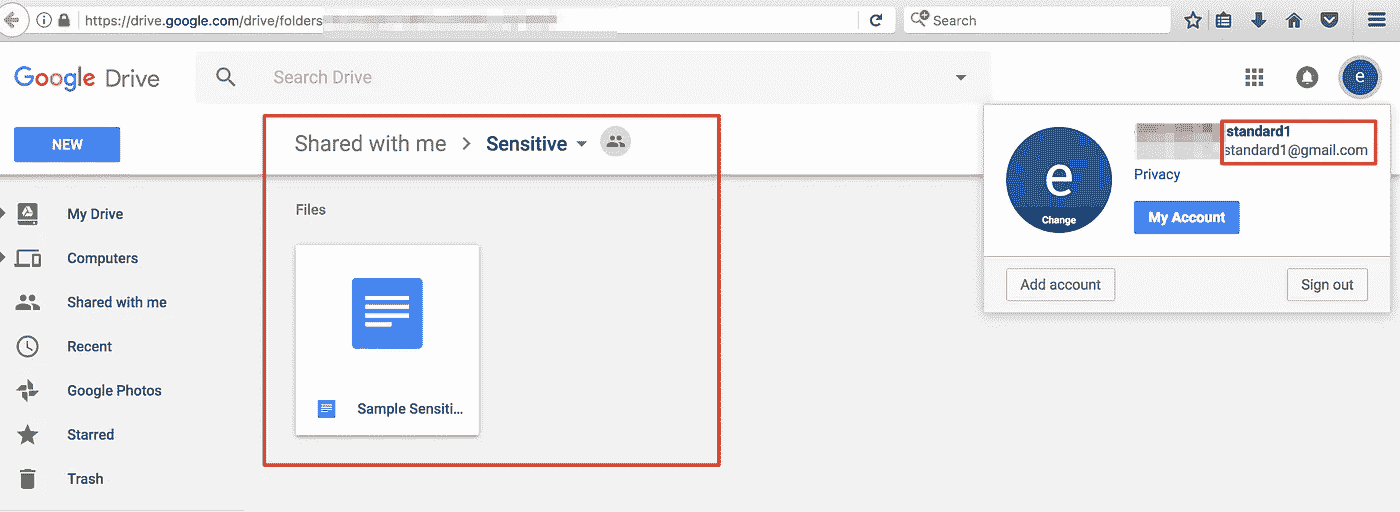 https://drive.google.com/drive/folders
Search
Google Drive
Search Drive
e
NEW
Shared with me > Sensitive
standard1
standard1@gmail.com
Privacy
e
Change
My Account
Add account
Sign out
My Drive
Computers
Shared with me
Recent
Google Photos
Starred
Trash
Files
Sample Sensiti...